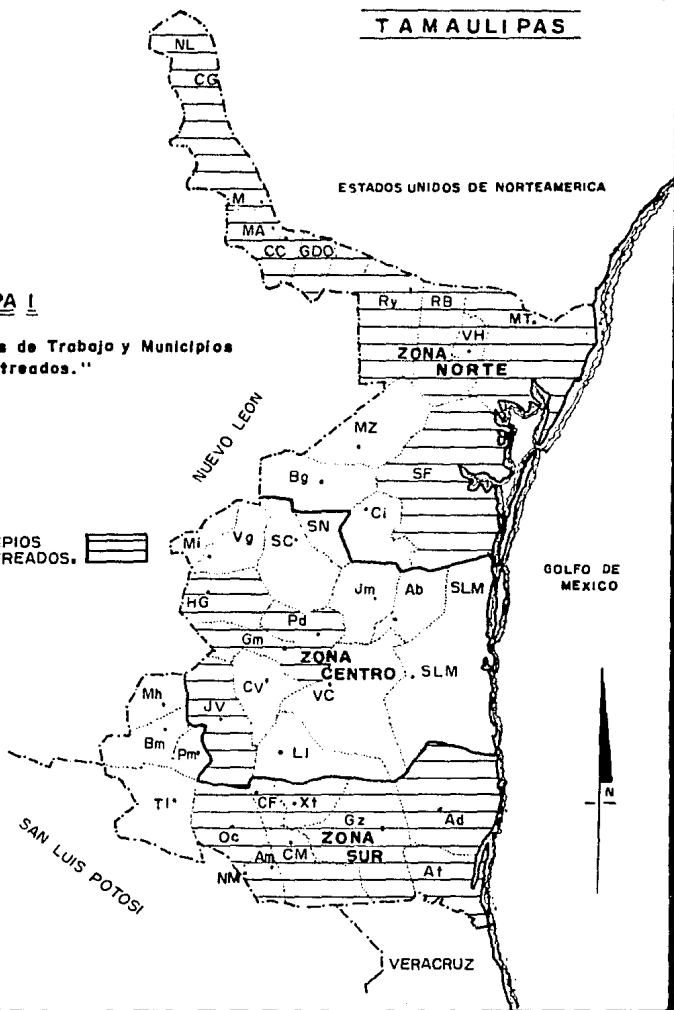 TAMAULIPAS
NL
CG
ESTADOS UNIDOS DE NORTEAMERICA
M
MA
CC GDO
PA I
Ry RB
MT
s de Trabajo y Municipios
treados."
VH
ZONA
NORTE
NUEVO LEON
MZ
Bg
SF
Ci
SN
Vg
SC
Mi
EPIOS
TREADOS.
GOLFO DE
MEXICO
Jm
Ab
SLM
HG
Pd
Gm
ZONA
CENTRO
SLM
CV
VC
Mh
JV
Bm
Pm
LI
N
Tl
CF
Xt
Gz
Ad
Oc
ZONA
SUR
CM
Am
At
NM
SAN LUIS POTOSI
VERACRUZ